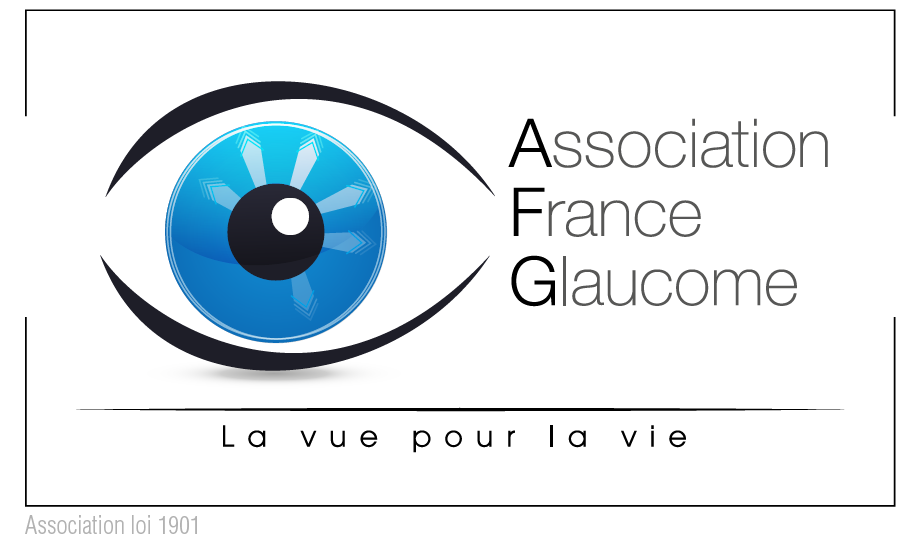 Association
France
Glaucome
La vue pour la vie
Association loi 1901